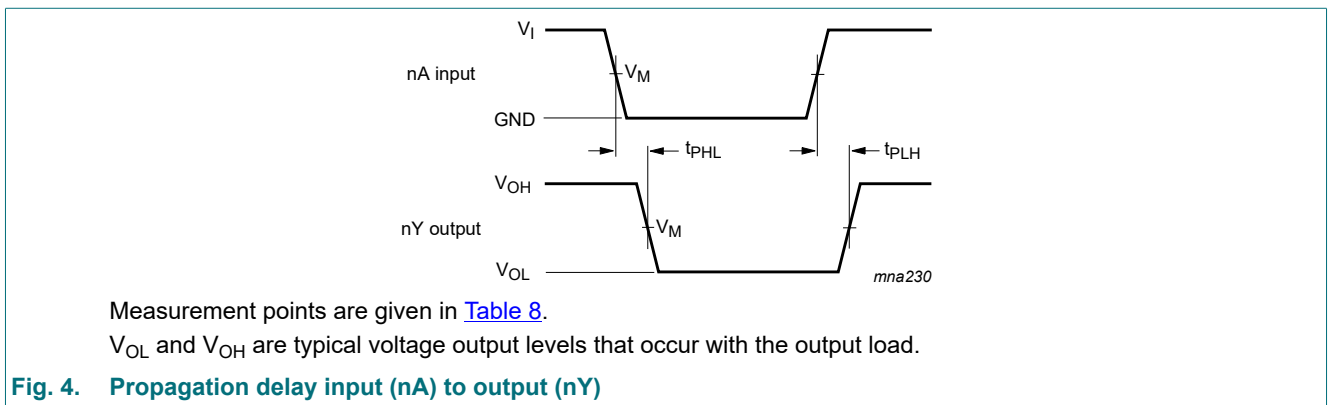 VI
nA input
VM
GND
tPHL
tPLH
VOH
nY output
VM
VOL
mna230
Measurement points are given in Table 8.
VOL and VOH are typical voltage output levels that occur with the output load.
Fig. 4. Propagation delay input (nA) to output (nY)